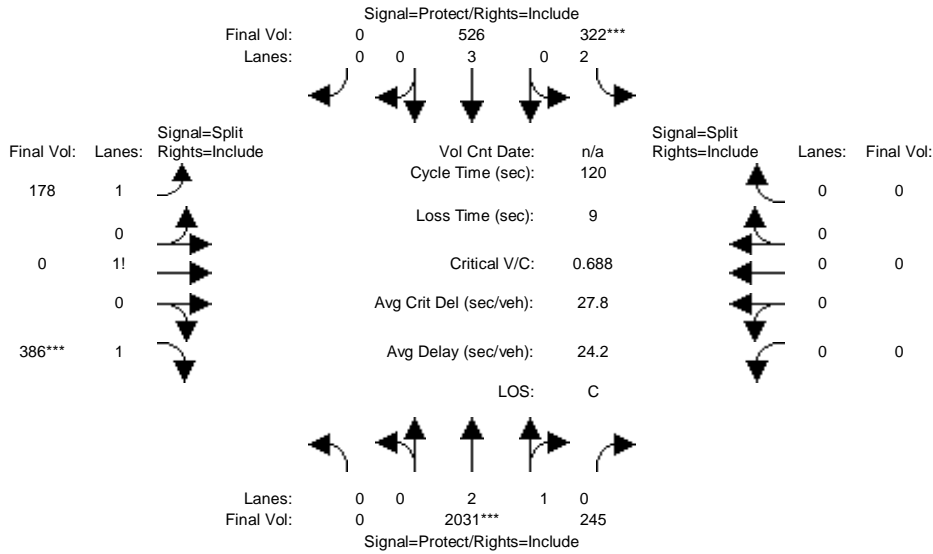 Signal=Protect/Rights=Include
Final Vol: 0 526 322***
Lanes: 0 0 3 0 2
Signal=Split
Final Vol: Lanes: Rights=Include
Vol Cnt Date: n/a
Signal=Split
Rights=Include Lanes: Final Vol:
Cycle Time (sec): 120
178 1 0 0
Loss Time (sec): 9
0 0
0 1! Critical V/C: 0.688 0 0
0 Avg Crit Del (sec/veh): 27.8 0
386*** 1 Avg Delay (sec/veh): 24.2 0 0
LOS: C
Lanes: 0 0 2 1 0
Final Vol: 0 2031*** 245
Signal=Protect/Rights=Include